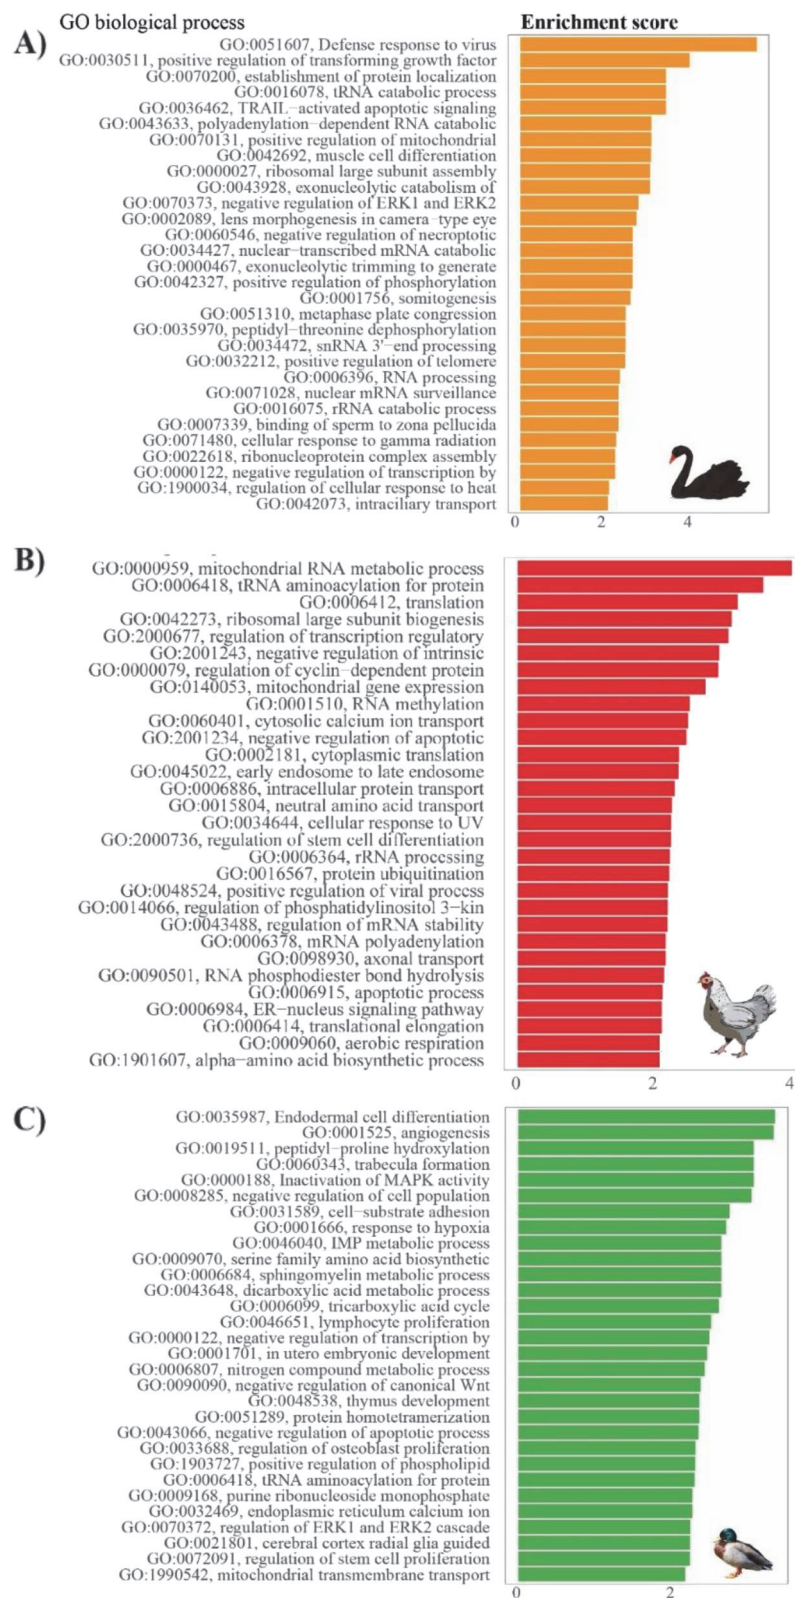 GO biological process
Enrichment score
A)
GO:0051607, Defense response to virus
GO:0030511, positive regulation of transforming growth factor
GO:0070200, establishment of protein localization
GO:0016078, tRNA catabolic process
GO:0036462, TRAIL−activated apoptotic signaling
GO:0043633, polyadenylation−dependent RNA catabolic
GO:0070131, positive regulation of mitochondrial
GO:0042692, muscle cell differentiation
GO:0000027, ribosomal large subunit assembly
GO:0043928, exonucleolytic catabolism of
GO:0070373, negative regulation of ERK1 and ERK2
GO:0002089, lens morphogenesis in camera−type eye
GO:0060546, negative regulation of necroptotic
GO:0034427, nuclear−transcribed mRNA catabolic
GO:0000467, exonucleolytic trimming to generate
GO:0042327, positive regulation of phosphorylation
GO:0001756, somitogenesis
GO:0051310, metaphase plate congression
GO:0035970, peptidyl−threonine dephosphorylation
GO:0034472, snRNA 3'−end processing
GO:0032212, positive regulation of telomere
GO:0006396, RNA processing
GO:0071028, nuclear mRNA surveillance
GO:0016075, rRNA catabolic process
GO:0007339, binding of sperm to zona pellucida
GO:0071480, cellular response to gamma radiation
GO:0022618, ribonucleoprotein complex assembly
GO:0000122, negative regulation of transcription by
GO:1900034, regulation of cellular response to heat
GO:0042073, intraciliary transport
0 2 4
B)
GO:0000959, mitochondrial RNA metabolic process
GO:0006418, tRNA aminoacylation for protein
GO:0006412, translation
GO:0042273, ribosomal large subunit biogenesis
GO:2000677, regulation of transcription regulatory
GO:2001243, negative regulation of intrinsic
GO:0000079, regulation of cyclin−dependent protein
GO:0140053, mitochondrial gene expression
GO:0001510, RNA methylation
GO:0060401, cytosolic calcium ion transport
GO:2001234, negative regulation of apoptotic
GO:0002181, cytoplasmic translation
GO:0045022, early endosome to late endosome
GO:0006886, intracellular protein transport
GO:0015804, neutral amino acid transport
GO:0034644, cellular response to UV
GO:2000736, regulation of stem cell differentiation
GO:0006364, rRNA processing
GO:0016567, protein ubiquitination
GO:0048524, positive regulation of viral process
GO:0014066, regulation of phosphatidylinositol 3−kin
GO:0043488, regulation of mRNA stability
GO:0006378, mRNA polyadenylation
GO:0098930, axonal transport
GO:0090501, RNA phosphodiester bond hydrolysis
GO:0006915, apoptotic process
GO:0006984, ER−nucleus signaling pathway
GO:0006414, translational elongation
GO:0009060, aerobic respiration
GO:1901607, alpha−amino acid biosynthetic process
0 2 4
C)
GO:0035987, Endodermal cell differentiation
GO:0001525, angiogenesis
GO:0019511, peptidyl−proline hydroxylation
GO:0060343, trabecula formation
GO:0000188, Inactivation of MAPK activity
GO:0008285, negative regulation of cell population
GO:0031589, cell−substrate adhesion
GO:0001666, response to hypoxia
GO:0046040, IMP metabolic process
GO:0009070, serine family amino acid biosynthetic
GO:0006684, sphingomyelin metabolic process
GO:0043648, dicarboxylic acid metabolic process
GO:0006099, tricarboxylic acid cycle
GO:0046651, lymphocyte proliferation
GO:0000122, negative regulation of transcription by
GO:0001701, in utero embryonic development
GO:0006807, nitrogen compound metabolic process
GO:0090090, negative regulation of canonical Wnt
GO:0048538, thymus development
GO:0051289, protein homotetramerization
GO:0043066, negative regulation of apoptotic process
GO:0033688, regulation of osteoblast proliferation
GO:1903727, positive regulation of phospholipid
GO:0006418, tRNA aminoacylation for protein
GO:0009168, purine ribonucleoside monophosphate
GO:0032469, endoplasmic reticulum calcium ion
GO:0070372, regulation of ERK1 and ERK2 cascade
GO:0021801, cerebral cortex radial glia guided
GO:0072091, regulation of stem cell proliferation
GO:1990542, mitochondrial transmembrane transport
0 2